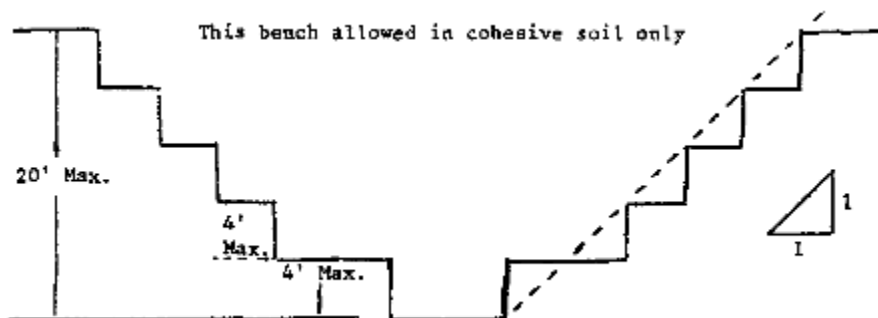 This bench allowed in cohesive soil only
20' Max.
4'
Max.
4' Max.
1
1